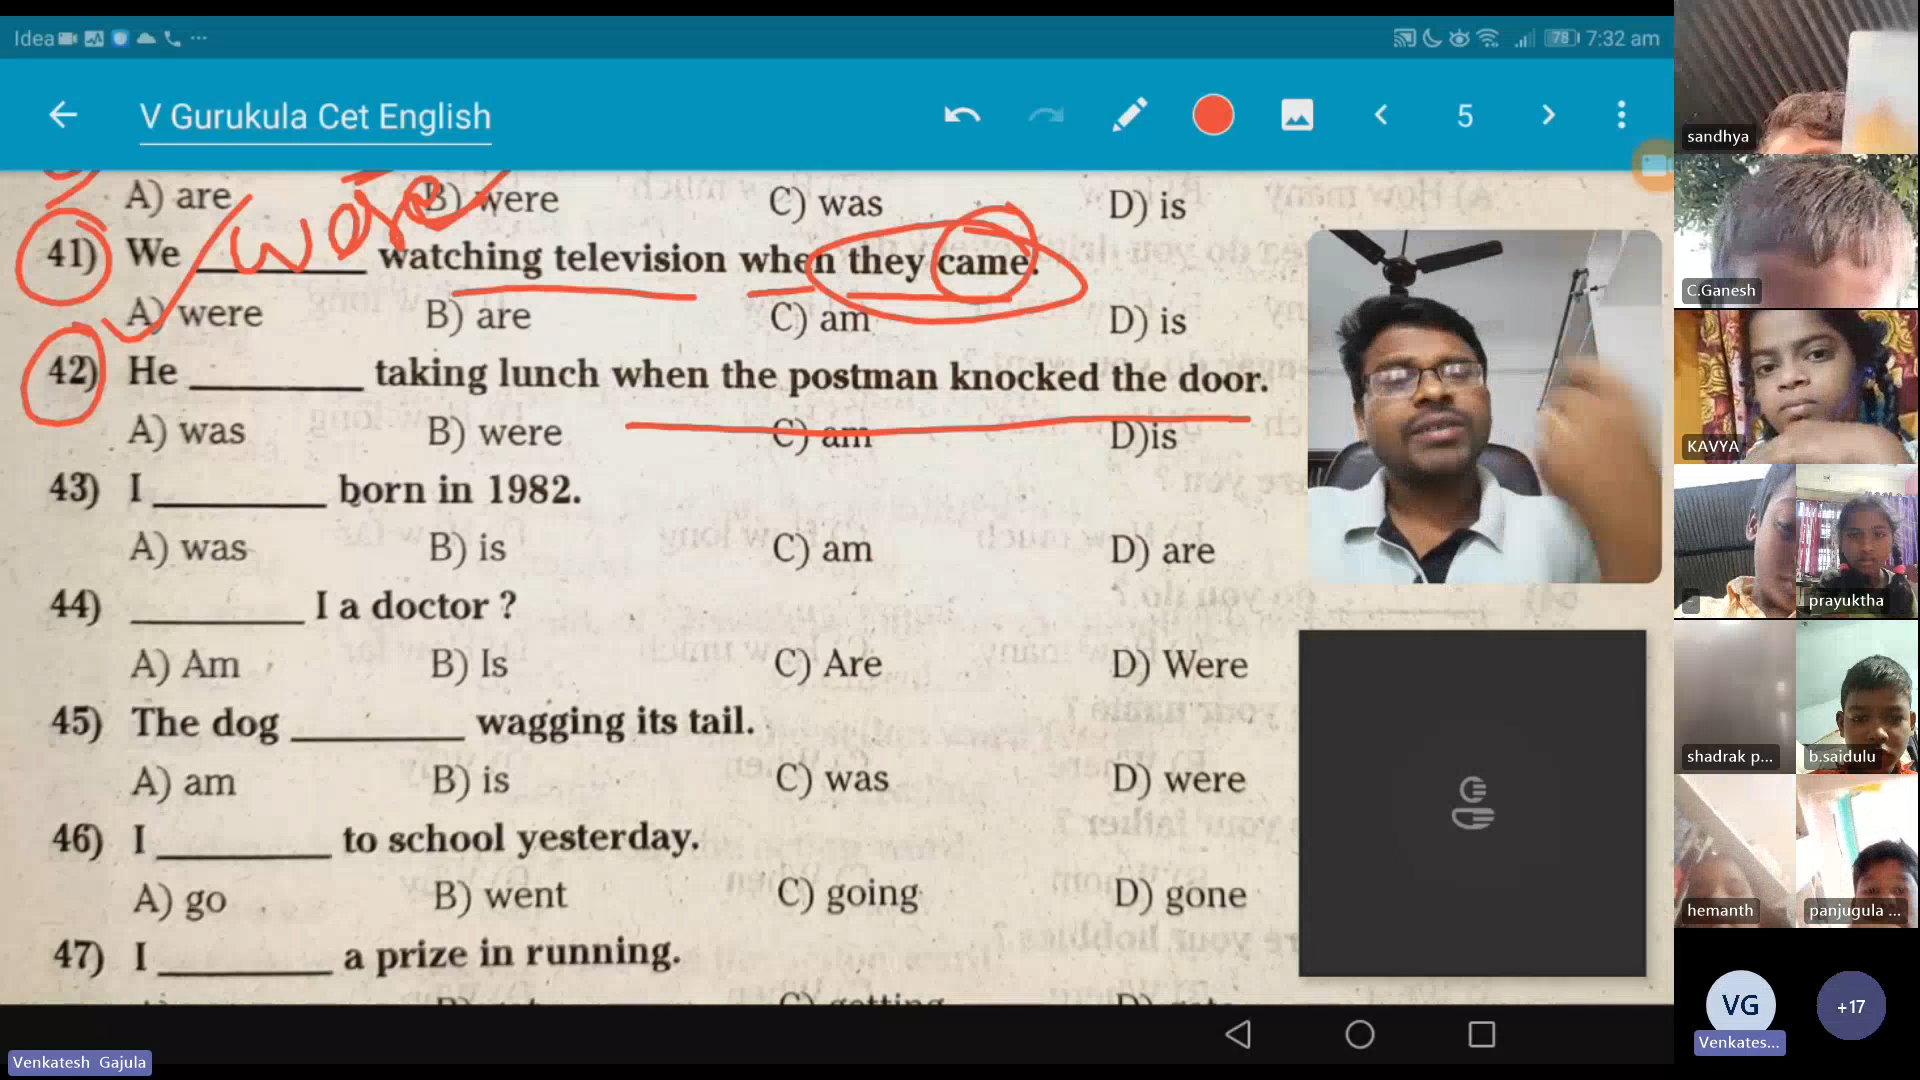 Idea 78 7:32 am
V Gurukula Cet English
5
A) are B) were C) was D) is
41) We ________ watching television when they came.
were
A) were B) are C) am D) is
42) He ________ taking lunch when the postman knocked the door.
A) was B) were C) am D)is
43) I ________ born in 1982.
A) was B) is C) am D) are
44) ________ I a doctor ?
A) Am B) Is C) Are D) Were
45) The dog ________ wagging its tail.
A) am B) is C) was D) were
46) I ________ to school yesterday.
A) go B) went C) going D) gone
47) I ________ a prize in running.
C) getting
Venkatesh Gajula
sandhya
C.Ganesh
KAVYA
prayuktha
shadrak p...
b.saidulu
hemanth
panjugula ...
VG
Venkates...
+17